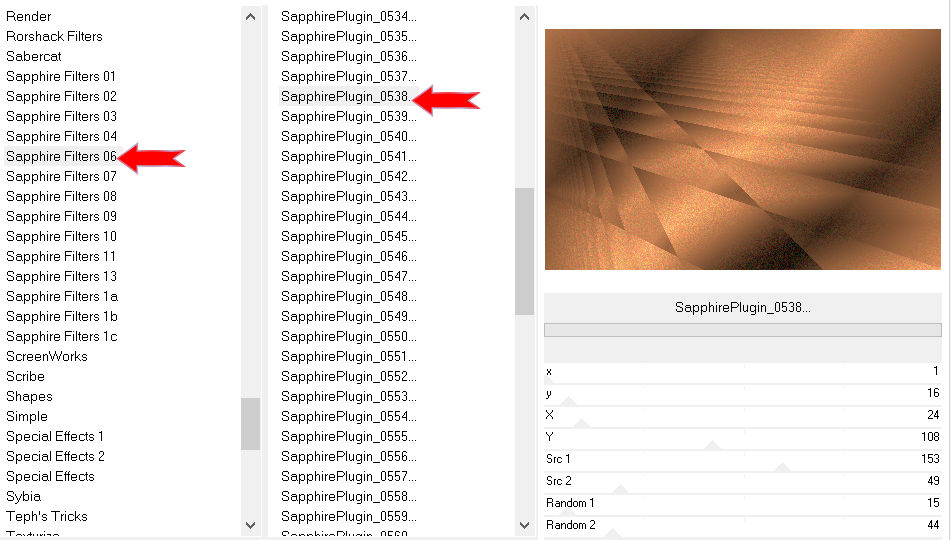 Render
Rorshack Filters
Sabercat
Sapphire Filters 01
Sapphire Filters 02
Sapphire Filters 03
Sapphire Filters 04
Sapphire Filters 06
Sapphire Filters 07
Sapphire Filters 08
Sapphire Filters 09
Sapphire Filters 10
Sapphire Filters 11
Sapphire Filters 13
Sapphire Filters 1a
Sapphire Filters 1b
Sapphire Filters 1c
ScreenWorks
Scribe
Shapes
Simple
Special Effects 1
Special Effects 2
Special Effects
Sybia
Teph's Tricks
Texturize
SapphirePlugin_0534...
SapphirePlugin_0535...
SapphirePlugin_0536...
SapphirePlugin_0537...
SapphirePlugin_0538...
SapphirePlugin_0539...
SapphirePlugin_0540...
SapphirePlugin_0541...
SapphirePlugin_0542...
SapphirePlugin_0543...
SapphirePlugin_0544...
SapphirePlugin_0545...
SapphirePlugin_0546...
SapphirePlugin_0547...
SapphirePlugin_0548...
SapphirePlugin_0549...
SapphirePlugin_0550...
SapphirePlugin_0551...
SapphirePlugin_0552...
SapphirePlugin_0553...
SapphirePlugin_0554...
SapphirePlugin_0555...
SapphirePlugin_0556...
SapphirePlugin_0557...
SapphirePlugin_0558...
SapphirePlugin_0559...
SapphirePlugin_0560...
SapphirePlugin_0538...
x 1
y 16
X 24
Y 108
Src 1 153
Src 2 49
Random 1 15
Random 2 44